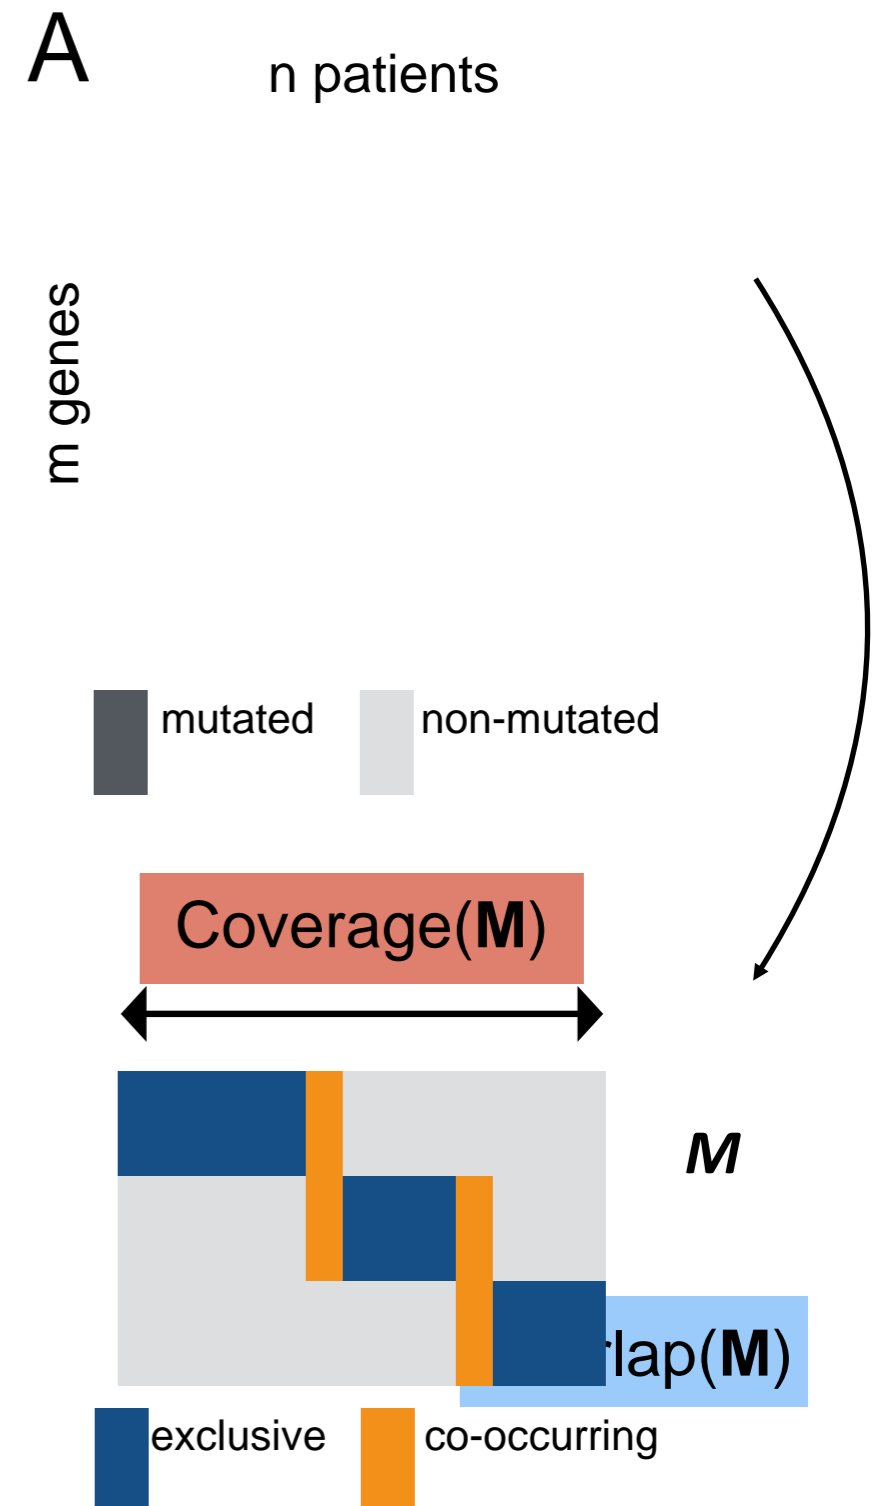 A
n patients
m genes
mutated
non-mutated
Coverage(M)
M
rlap(M)
exclusive
co-occurring